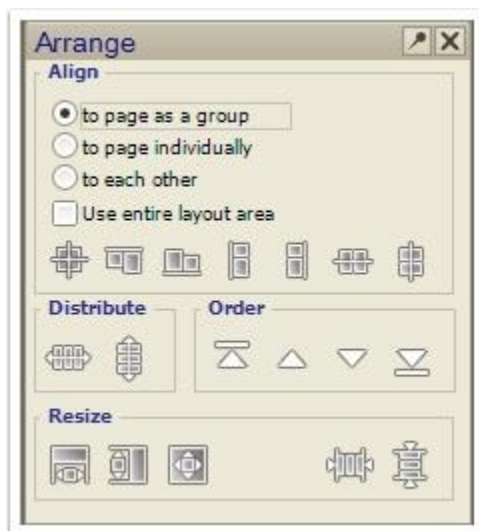 Arrange
Align
to page as a group
to page individually
to each other
Use entire layout area
Distribute
Order
Resize